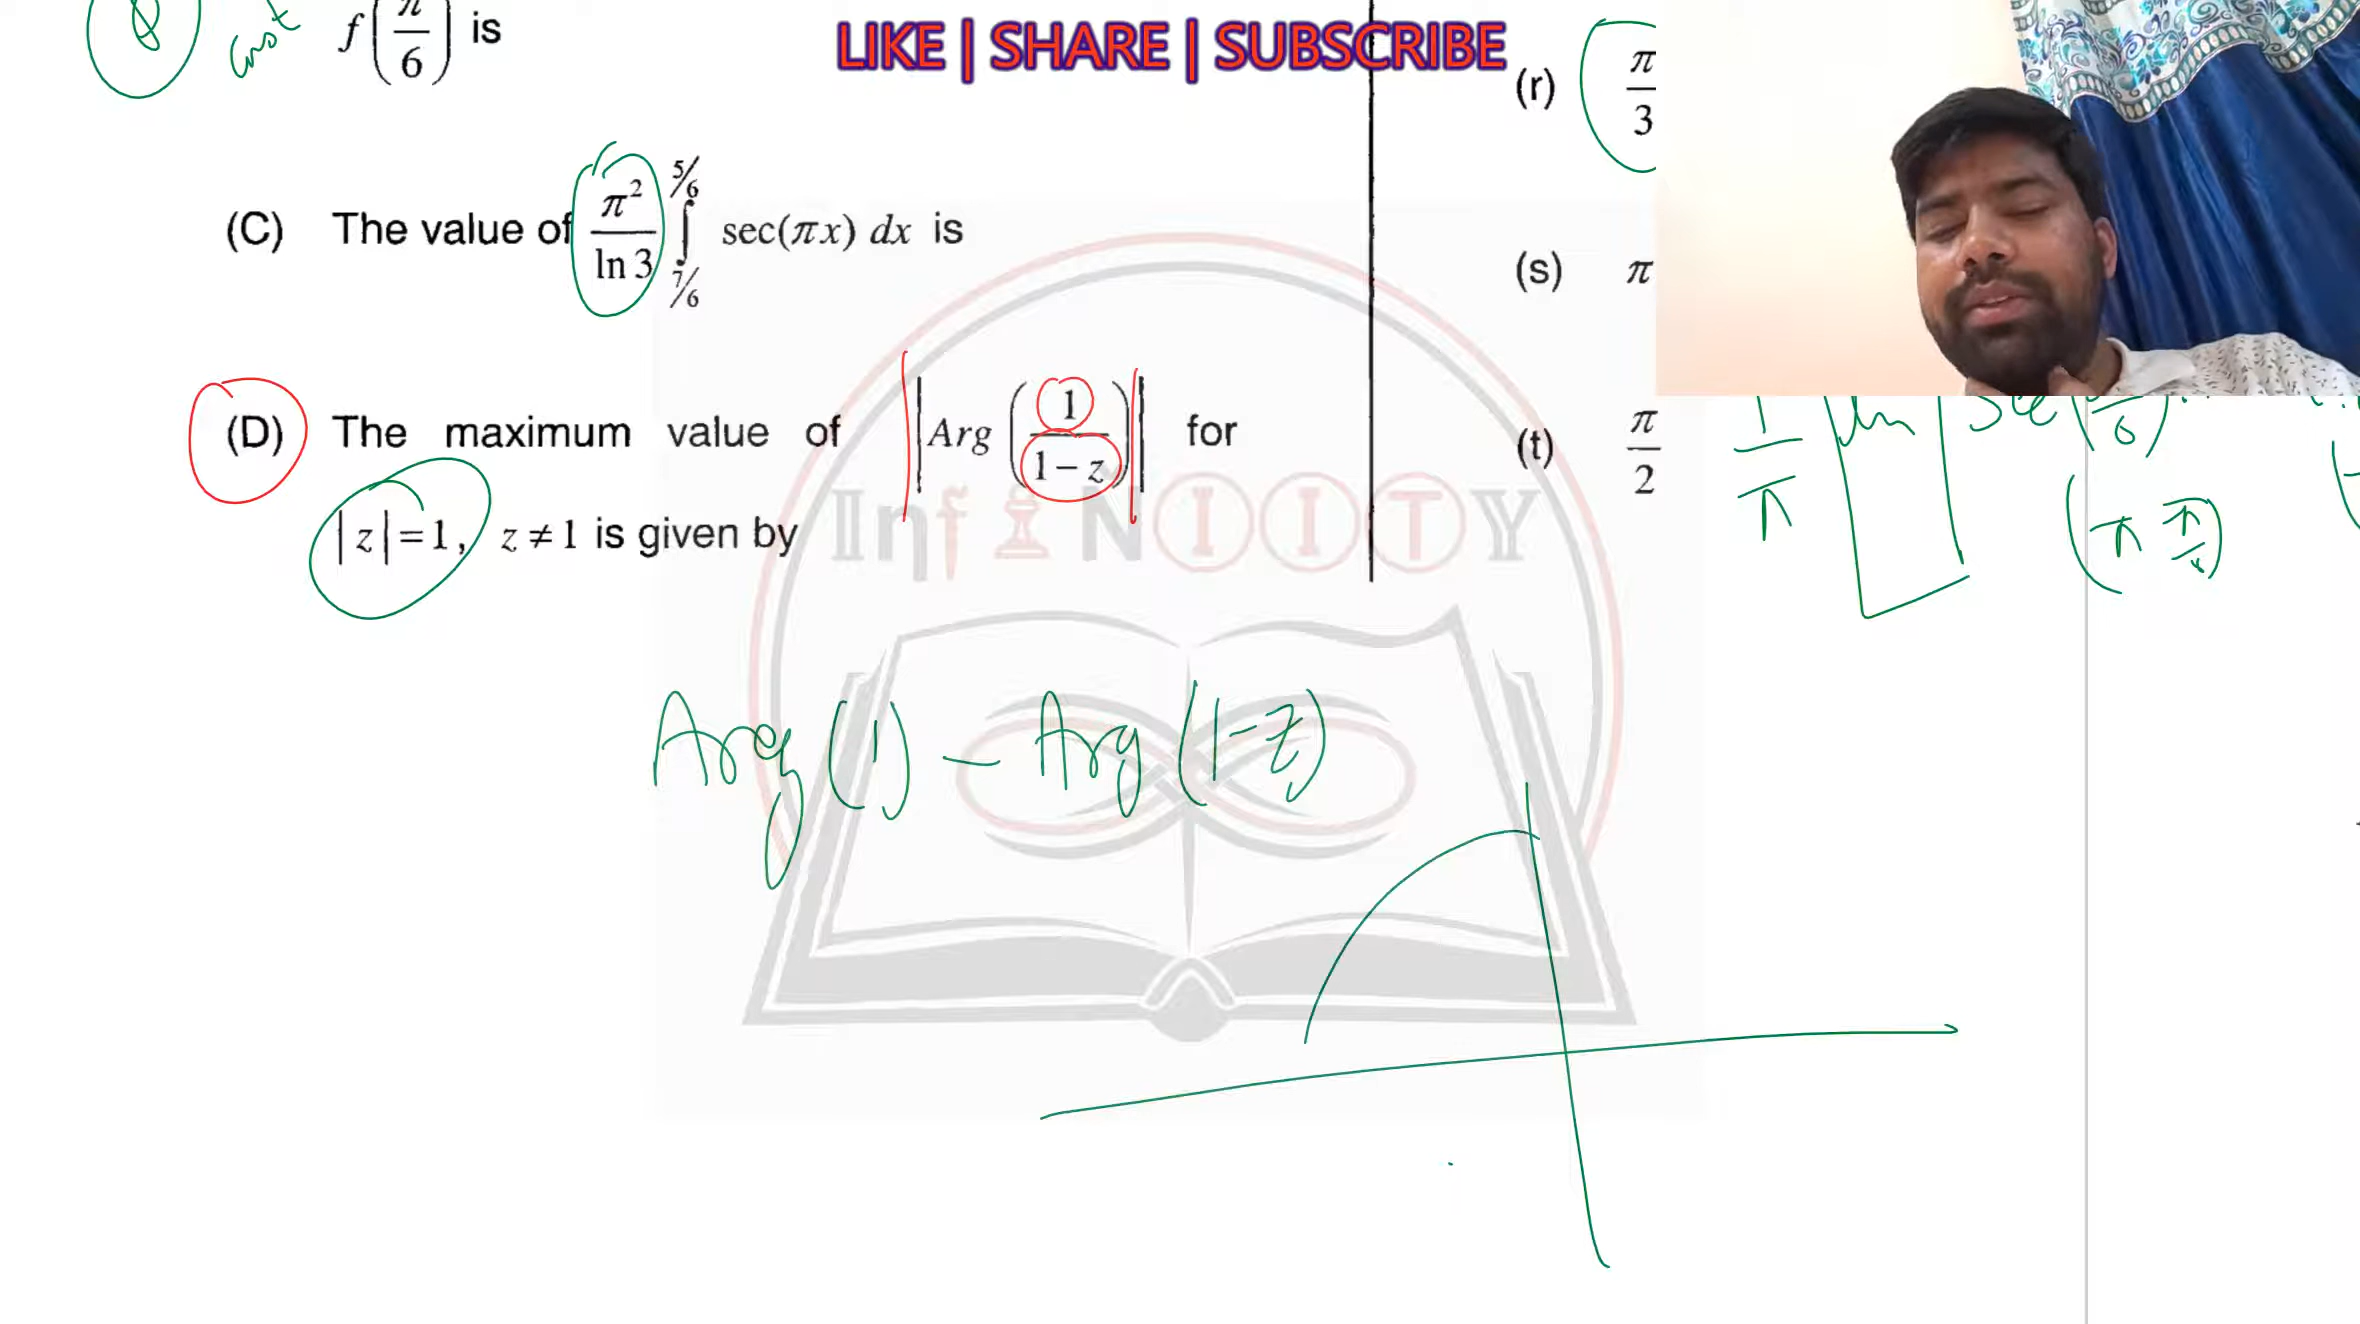 LIKE | SHARE | SUBSCRIBE
f(π/6) is
(r) π/3
(C) The value of π²/ln 3 ∫_{7/6}^{5/6} sec(πx) dx is
(s) π
(D) The maximum value of |Arg(1/(1 − z))| for
|z| = 1, z ≠ 1 is given by
(t) π/2
InfiNIITY
Arg (1) − Arg (1−z)